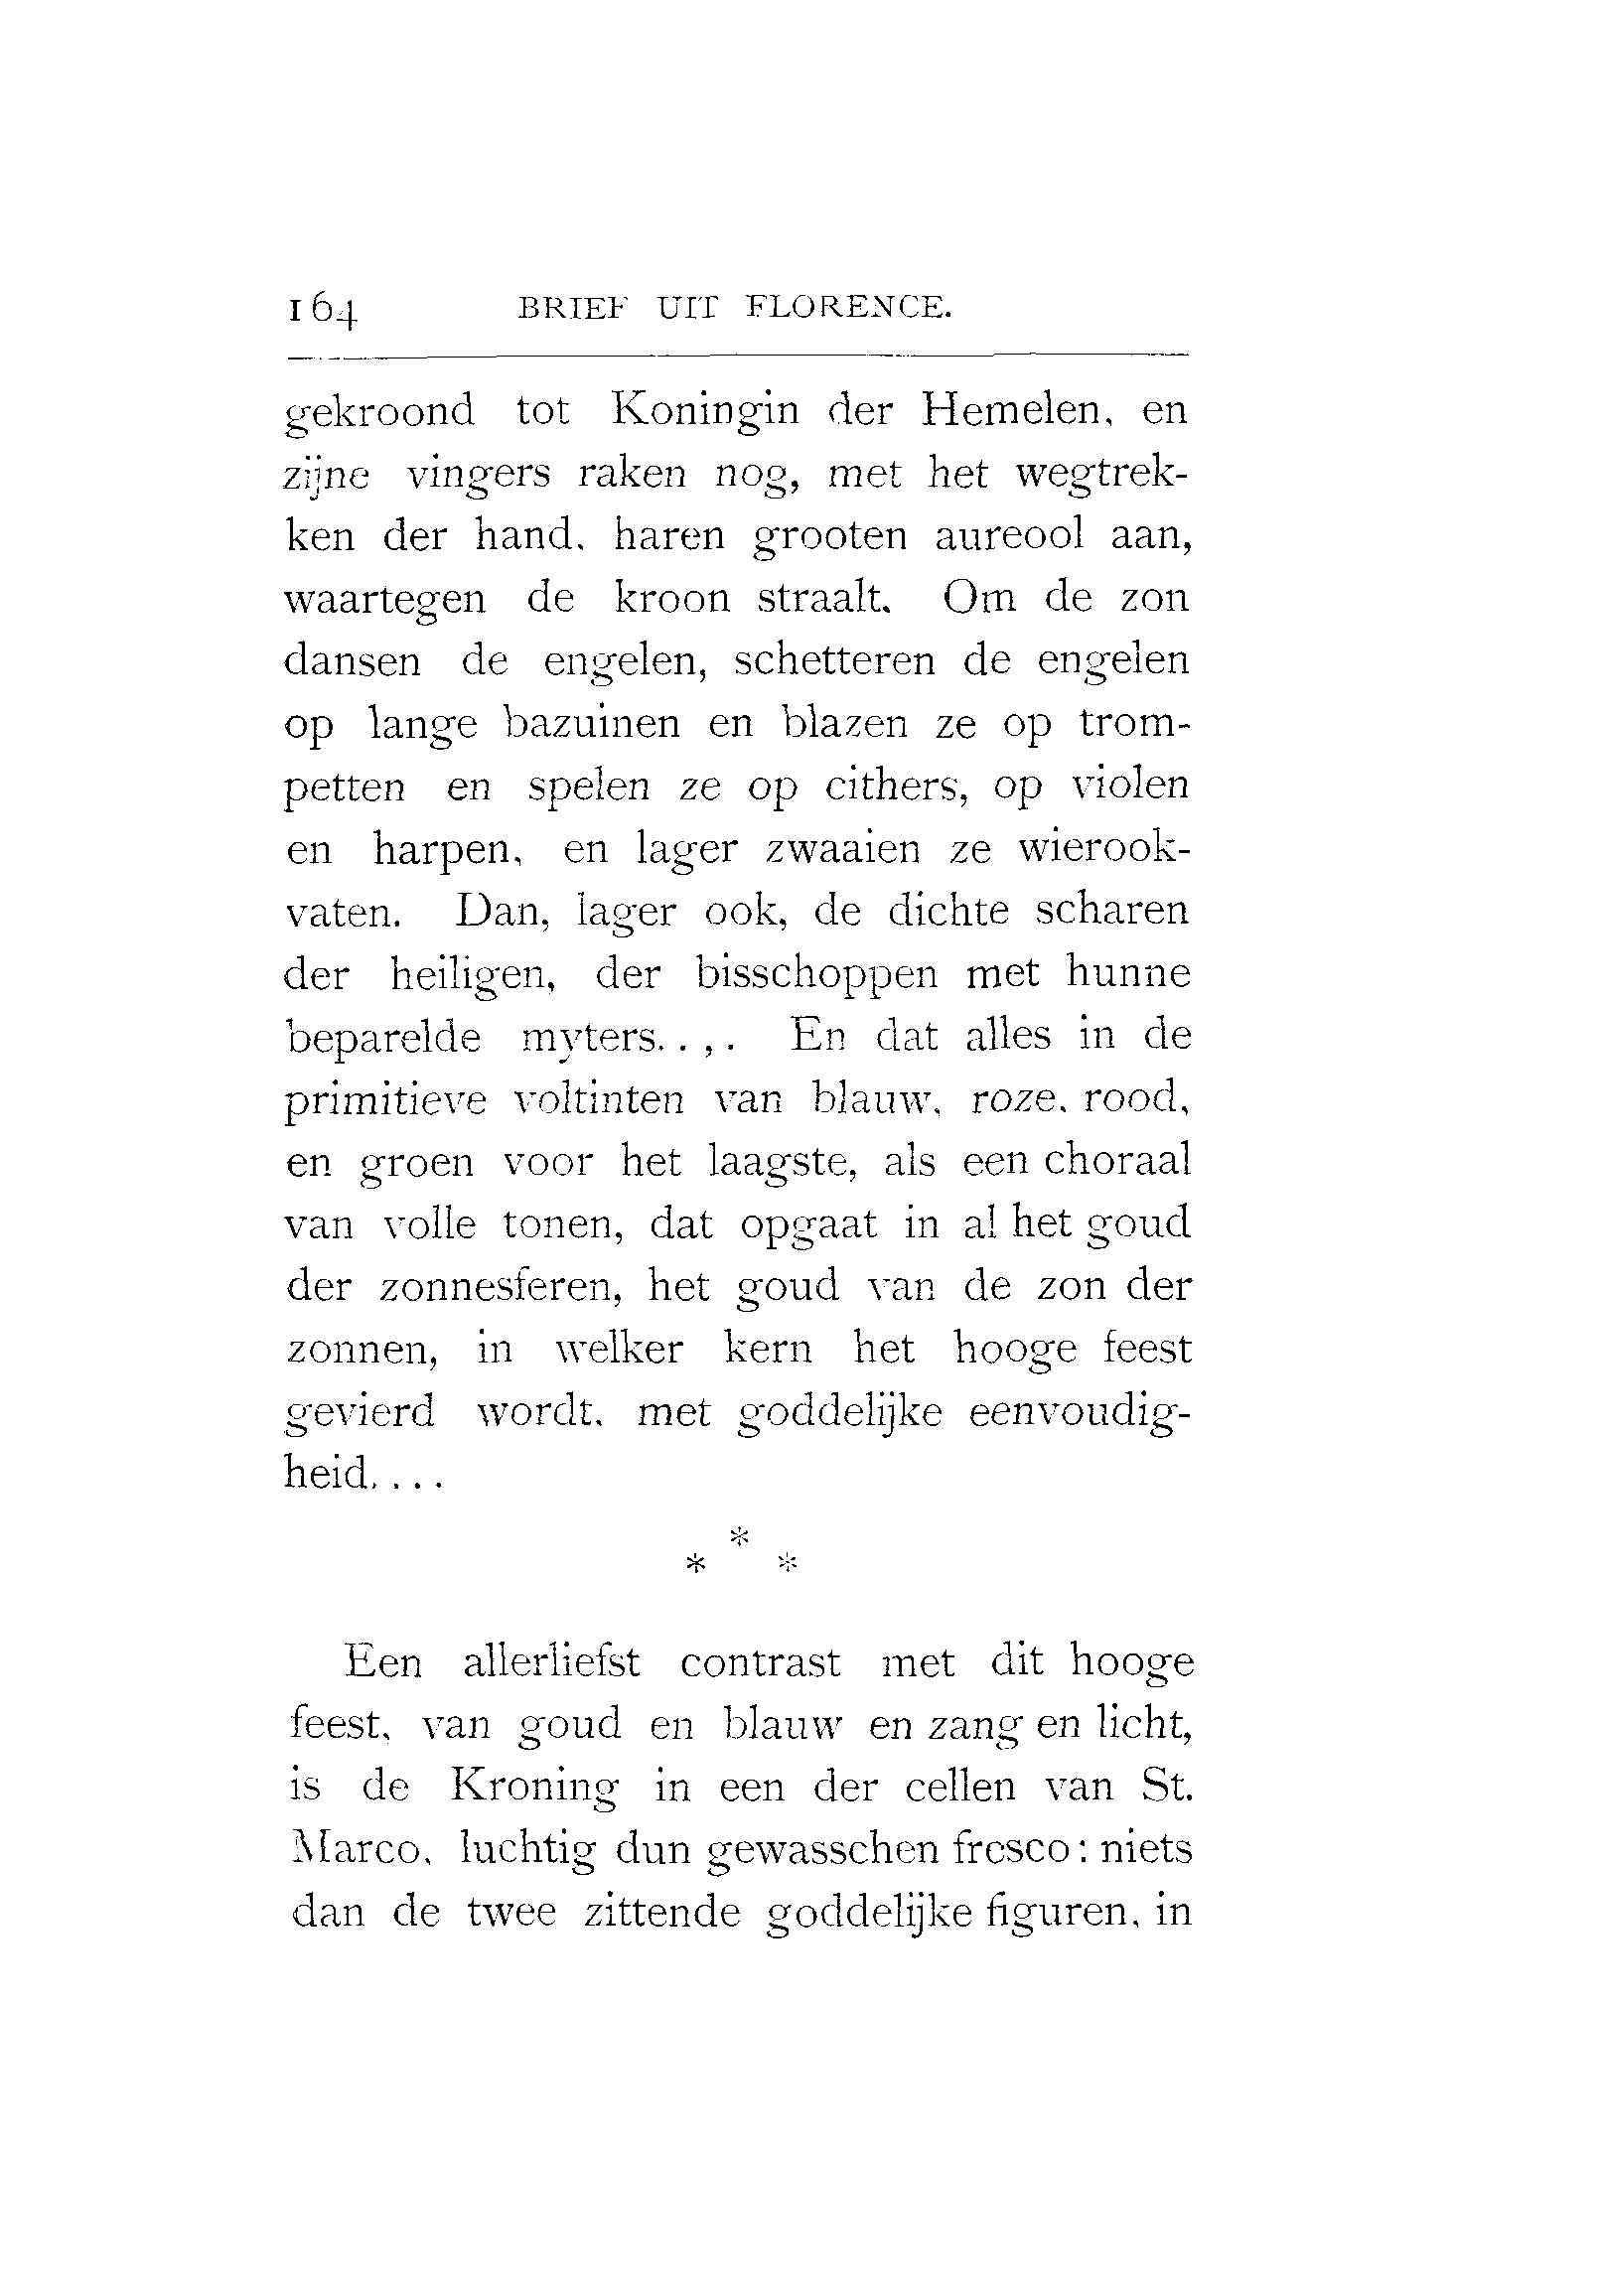 164 BRIEF UIT FLORENCE.
gekroond tot Koningin der Hemelen, en
zijne vingers raken nog, met het wegtrek-
ken der hand, haren grooten aureool aan,
waartegen de kroon straalt. Om de zon
dansen de engelen, schetteren de engelen
op lange bazuinen en blazen ze op trom-
petten en spelen ze op cithers, op violen
en harpen, en lager zwaaien ze wierook-
vaten. Dan, lager ook, de dichte scharen
der heiligen, der bisschoppen met hunne
beparelde myters. . , . En dat alles in de
primitieve voltinten van blauw, roze, rood,
en groen voor het laagste, als een choraal
van volle tonen, dat opgaat in al het goud
der zonnesferen, het goud van de zon der
zonnen, in welker kern het hooge feest
gevierd wordt, met goddelijke eenvoudig-
heid. . . .
*
* *
Een allerliefst contrast met dit hooge
feest, van goud en blauw en zang en licht,
is de Kroning in een der cellen van St.
Marco, luchtig dun gewasschen fresco: niets
dan de twee zittende goddelijke figuren, in